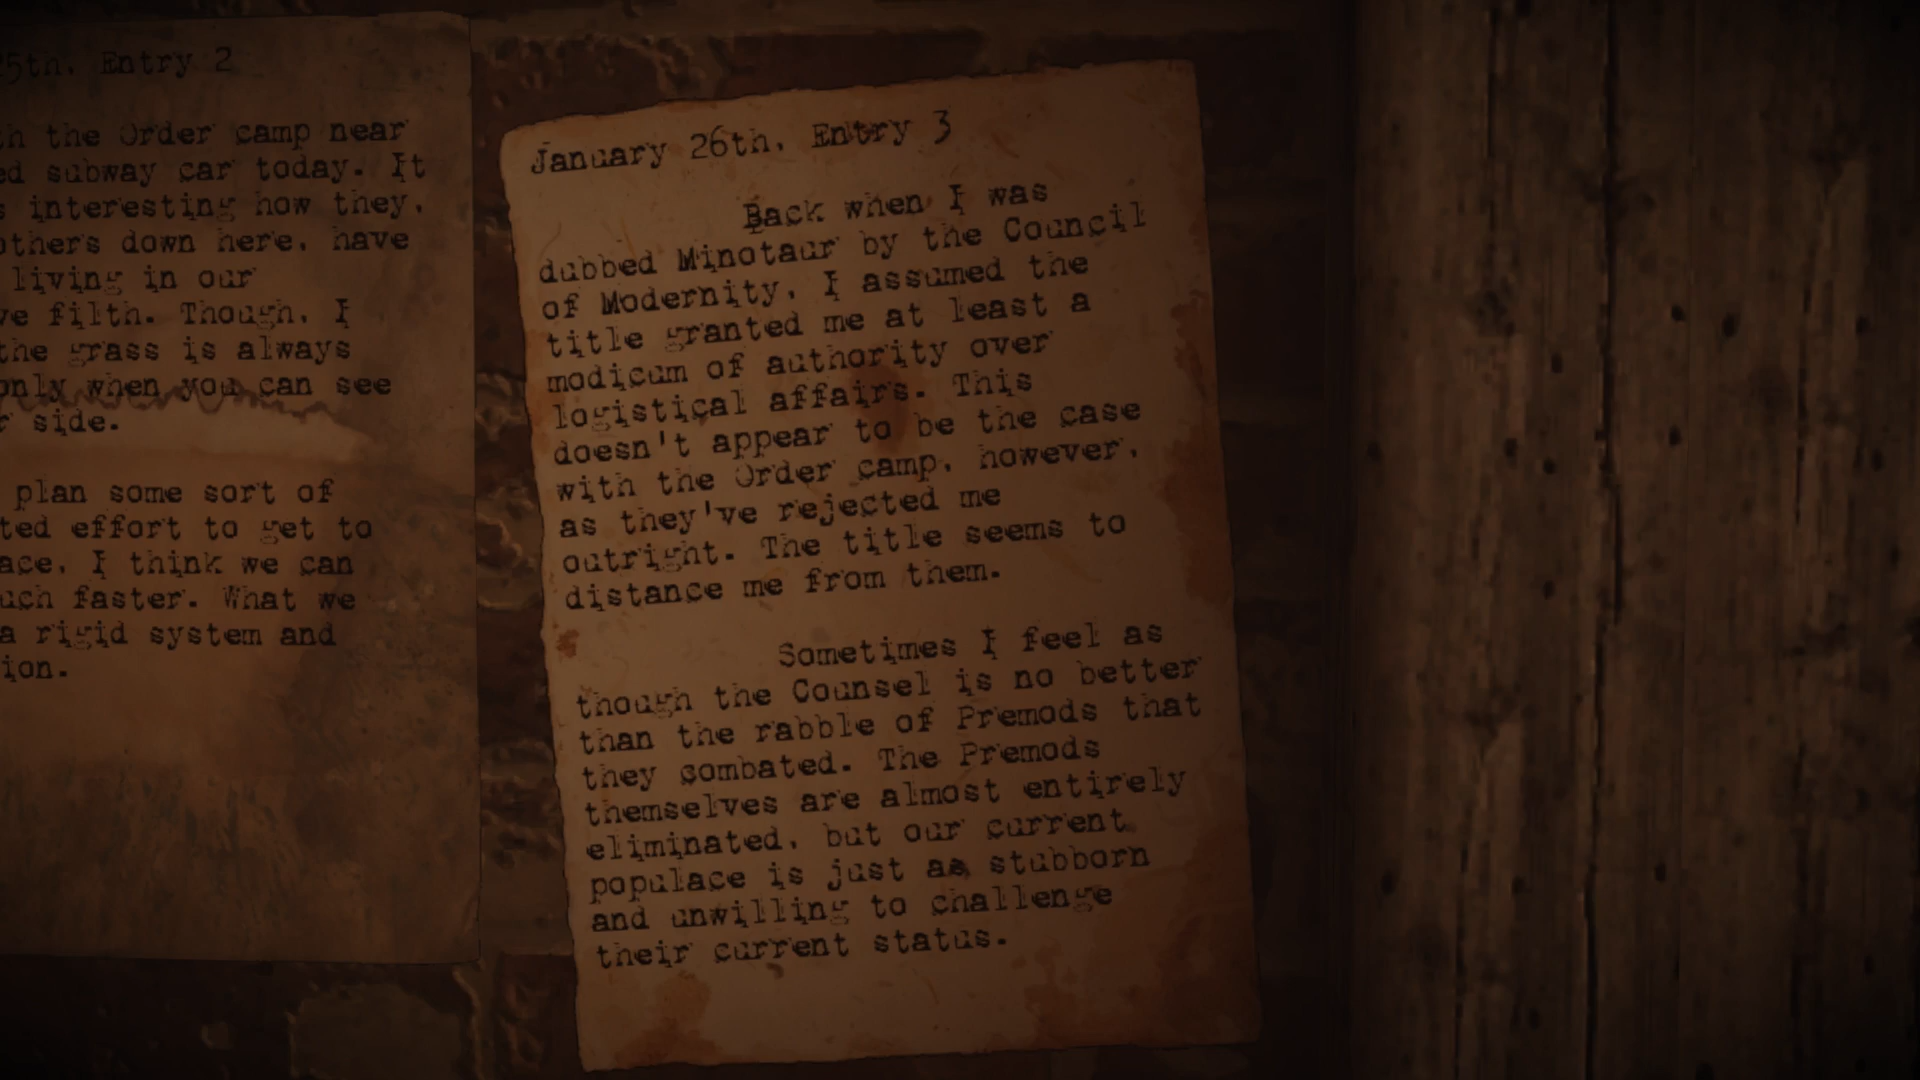 25th, Entry 2
the Order camp near
subway car today. It
interesting how they,
others down here, have
living in our
filth. Though, I
the grass is always
only when you can see
side.
plan some sort of
effort to get to
I think we can
faster. What we
a rigid system and
January 26th, Entry 3
Back when I was
dubbed Minotaur by the Council
of Modernity, I assumed the
title granted me at least a
modicum of authority over
logistical affairs. This
doesn't appear to be the case
with the Order camp, however,
as they've rejected me
outright. The title seems to
distance me from them.
Sometimes I feel as
though the Counsel is no better
than the rabble of Premods that
they combated. The Premods
themselves are almost entirely
eliminated, but our current
populace is just as stubborn
and unwilling to challenge
their current status.